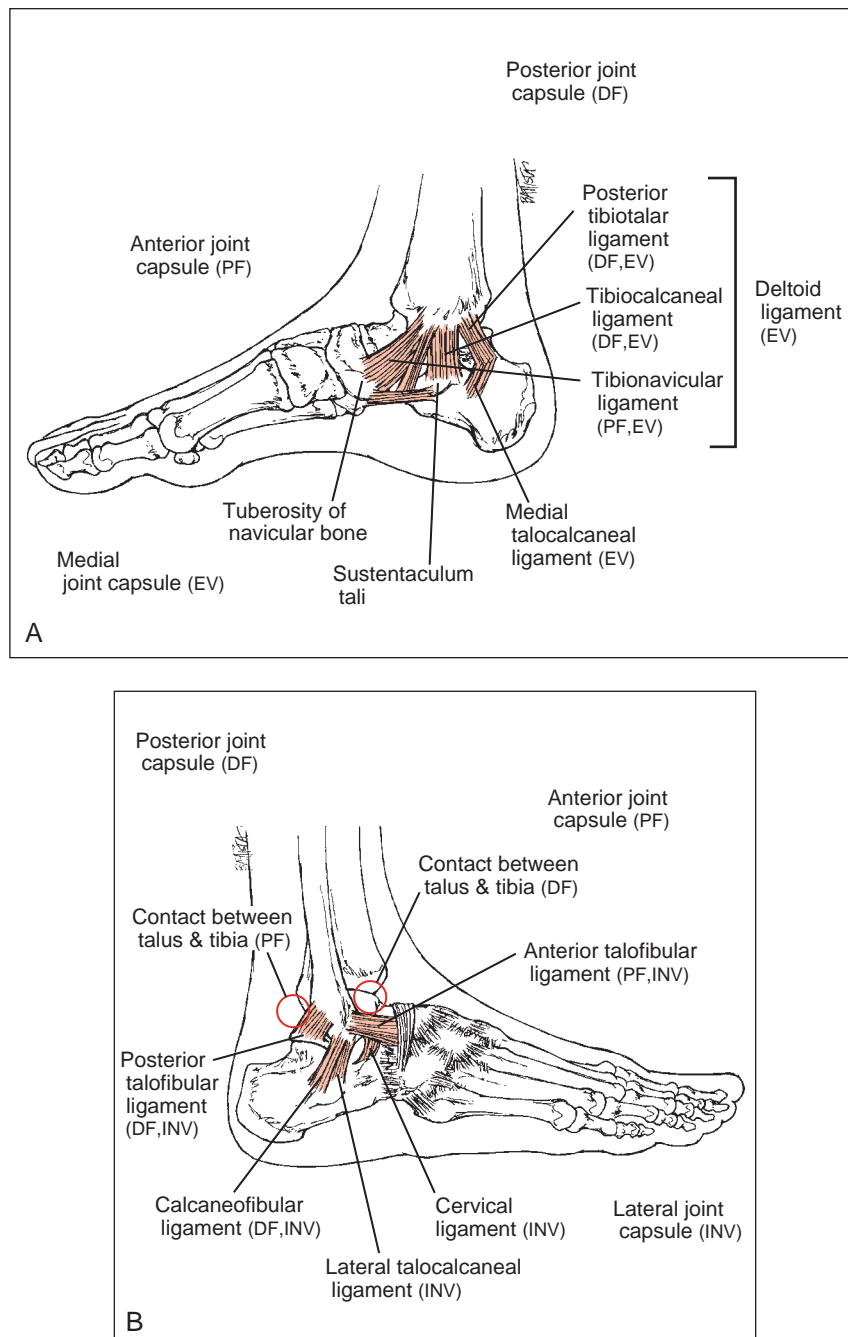 Posterior joint
capsule (DF)
Posterior
tibiotalar
ligament
(DF,EV)
Anterior joint
capsule (PF)
Tibiocalcaneal
ligament
(DF,EV)
Deltoid
ligament
(EV)
Tibionavicular
ligament
(PF,EV)
Tuberosity of
navicular bone
Medial
talocalcaneal
ligament (EV)
Medial
joint capsule (EV)
Sustentaculum
tali
A
Posterior joint
capsule (DF)
Anterior joint
capsule (PF)
Contact between
talus & tibia (DF)
Contact between
talus & tibia (PF)
Anterior talofibular
ligament (PF,INV)
Posterior
talofibular
ligament
(DF,INV)
Calcaneofibular
ligament (DF,INV)
Cervical
ligament (INV)
Lateral joint
capsule (INV)
Lateral talocalcaneal
ligament (INV)
B